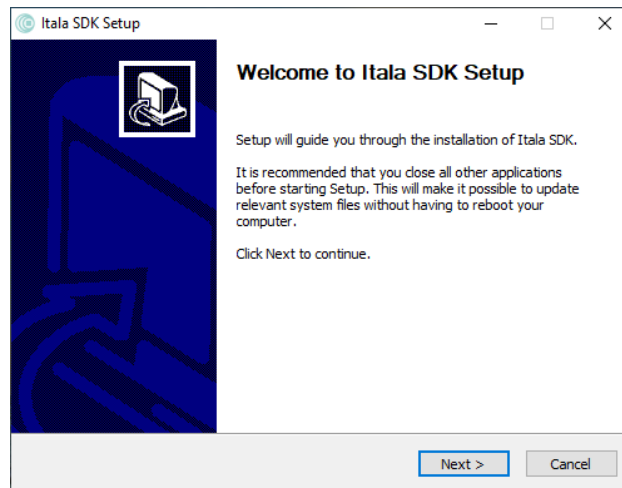 Itala SDK Setup
Welcome to Itala SDK Setup
Setup will guide you through the installation of Itala SDK.
It is recommended that you close all other applications
before starting Setup. This will make it possible to update
relevant system files without having to reboot your
computer.
Click Next to continue.
Next >
Cancel